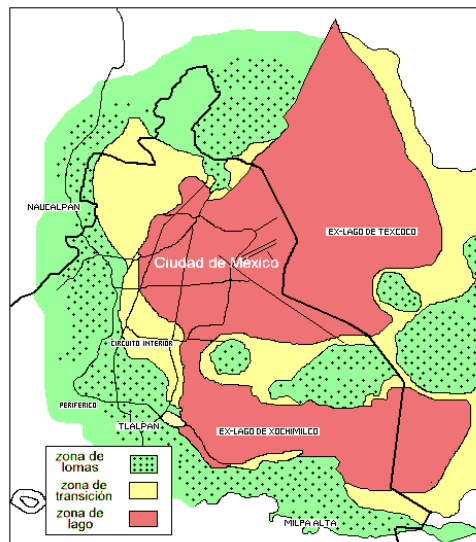 NAUCALPAN
EX-LAGO DE TEXCOCO
Ciudad de Mexico
CIRCUITO INTERIOR
PERIFERICO
TLALPAN
EX-LAGO DE XOCHIMILCO
zona de
lomas
zona de
transición
zona de
lago
MILPA ALTA